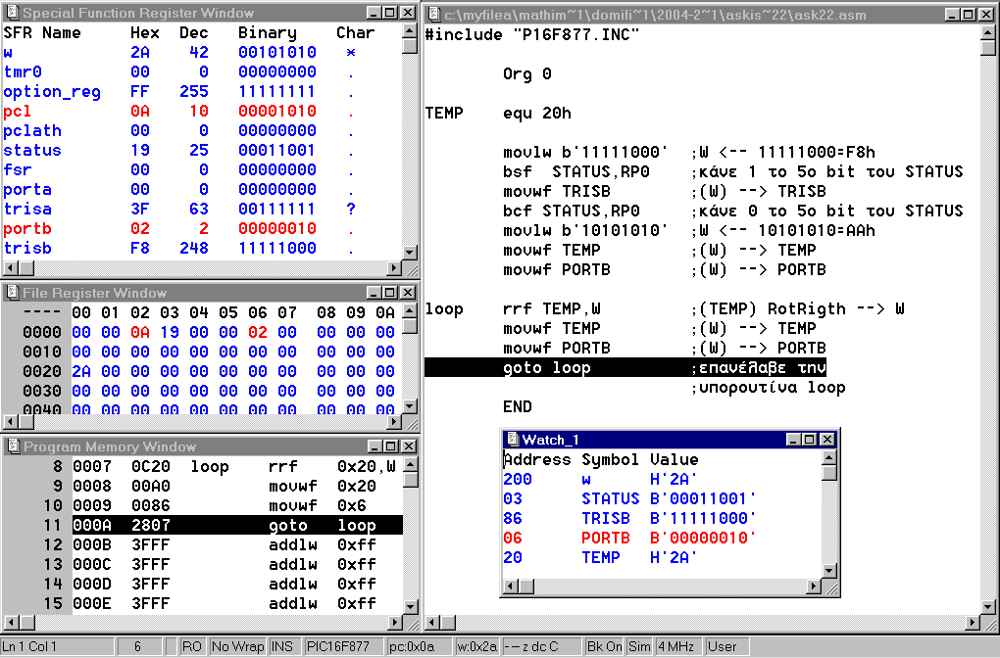 Special Function Register Window
SFR Name Hex Dec Binary Char
w 2A 42 00101010 *
tmr0 00 0 00000000 .
option_reg FF 255 11111111 .
pcl 0A 10 00001010 .
pclath 00 0 00000000 .
status 19 25 00011001 .
fsr 00 0 00000000 .
porta 00 0 00000000 .
trisa 3F 63 00111111 ?
portb 02 2 00000010 .
trisb F8 248 11111000 .
File Register Window
---- 00 01 02 03 04 05 06 07 08 09 0A
0000 00 00 0A 19 00 00 02 00 00 00 00
0010 00 00 00 00 00 00 00 00 00 00 00
0020 2A 00 00 00 00 00 00 00 00 00 00
0030 00 00 00 00 00 00 00 00 00 00 00
0040 00 00 00 00 00 00 00 00 00 00 00
Program Memory Window
8 0007 0C20 loop rrf 0x20,W
9 0008 00A0 movwf 0x20
10 0009 0086 movwf 0x6
11 000A 2807 goto loop
12 000B 3FFF addlw 0xff
13 000C 3FFF addlw 0xff
14 000D 3FFF addlw 0xff
15 000E 3FFF addlw 0xff
c:\myfilea\mathim~1\domili~1\2004-2~1\askis~22\ask22.asm
#include "P16F877.INC"
Org 0
TEMP equ 20h
movlw b'11111000' ;W <-- 11111000=F8h
bsf STATUS,RP0 ;κάνε 1 το 5ο bit του STATUS
movwf TRISB ;(W) --> TRISB
bcf STATUS,RP0 ;κάνε 0 το 5ο bit του STATUS
movlw b'10101010' ;W <-- 10101010=AAh
movwf TEMP ;(W) --> TEMP
movwf PORTB ;(W) --> PORTB
loop rrf TEMP,W ;(TEMP) RotRigth --> W
movwf TEMP ;(W) --> TEMP
movwf PORTB ;(W) --> PORTB
goto loop ;επανέλαβε την
;υπορουτίνα loop
END
Watch_1
Address Symbol Value
200 w H'2A'
03 STATUS B'00011001'
86 TRISB B'11111000'
06 PORTB B'00000010'
20 TEMP H'2A'
Ln 1 Col 1 6 RO No Wrap INS PIC16F877 pc:0x0a w:0x2a -- z dc C Bk On Sim 4 MHz User